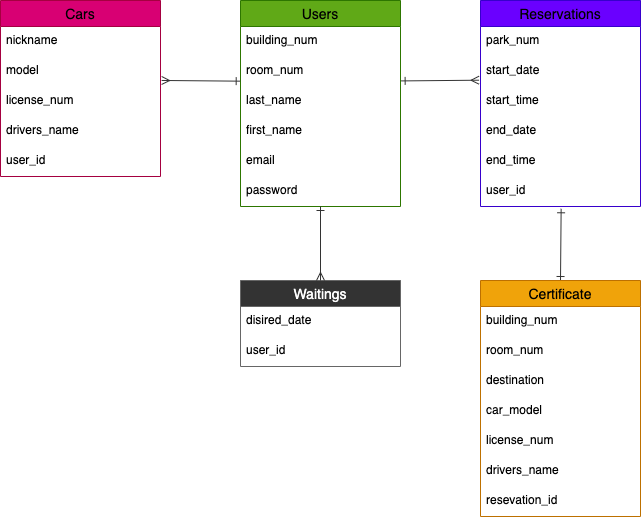 Cars
nickname
model
license_num
drivers_name
user_id
Users
building_num
room_num
last_name
first_name
email
password
Reservations
park_num
start_date
start_time
end_date
end_time
user_id
Waitings
disired_date
user_id
Certificate
building_num
room_num
destination
car_model
license_num
drivers_name
resevation_id